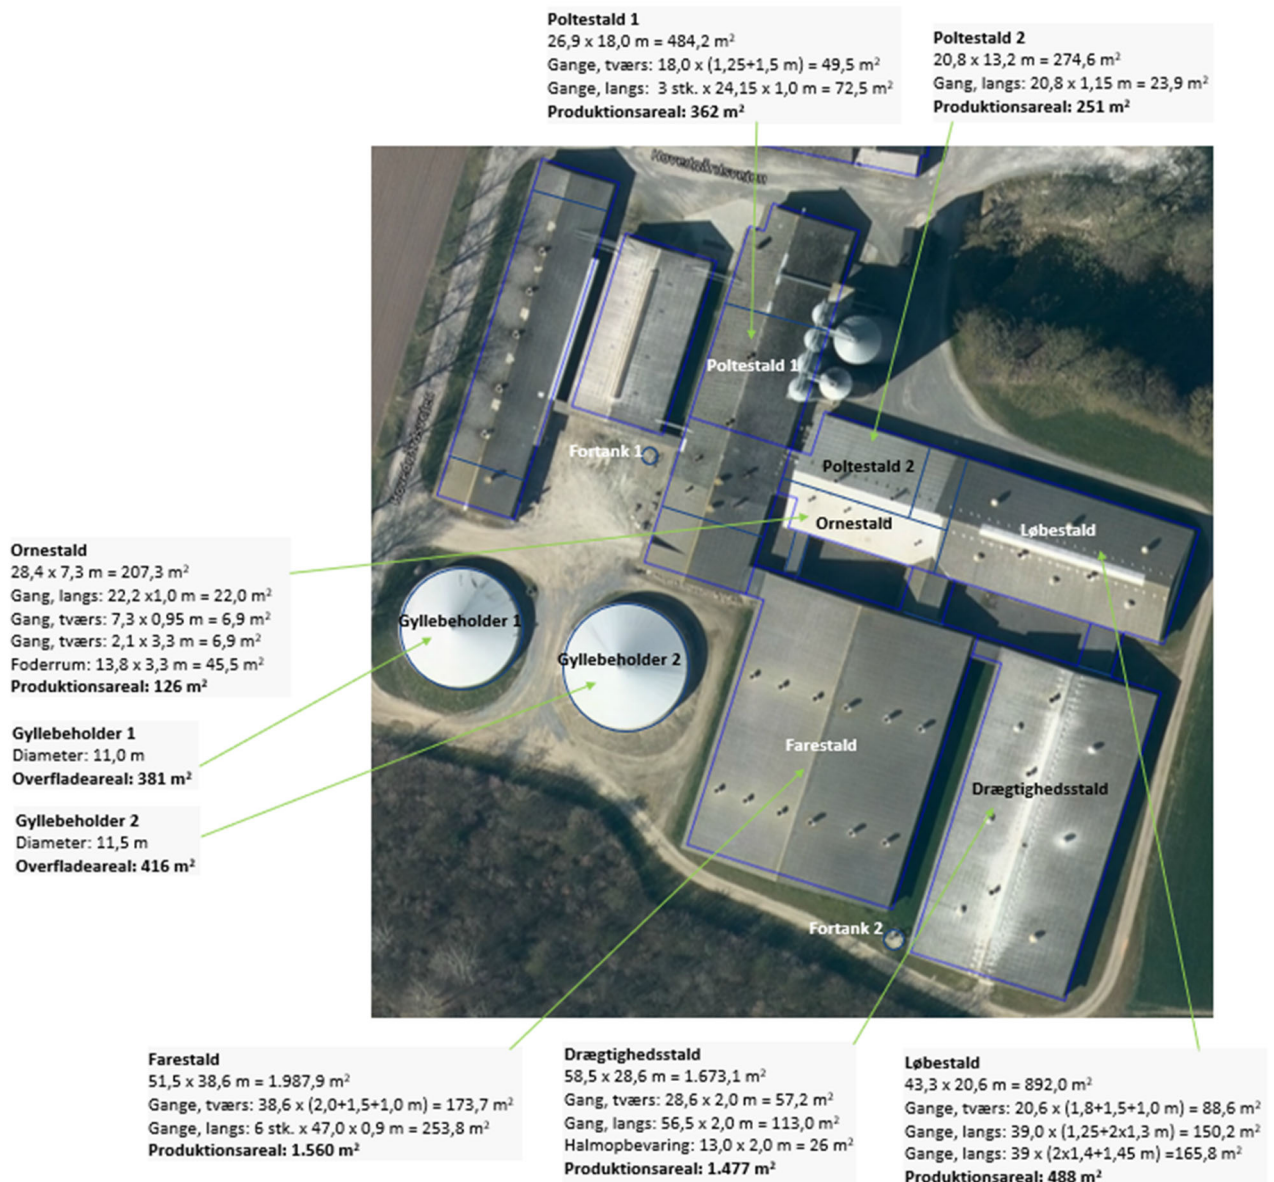 Poltestald 1
26,9 x 18,0 m = 484,2 m²
Gange, tværs: 18,0 x (1,25+1,5 m) = 49,5 m²
Gange, langs:  3 stk. x 24,15 x 1,0 m = 72,5 m²
Produktionsareal: 362 m²
Poltestald 2
20,8 x 13,2 m = 274,6 m²
Gang, langs: 20,8 x 1,15 m = 23,9 m²
Produktionsareal: 251 m²
Hovedgårdsvejen
Poltestald 1
Fortank 1
Poltestald 2
Ornestald
Løbestald
Ornestald
28,4 x 7,3 m = 207,3 m²
Gang, langs: 22,2 x1,0 m = 22,0 m²
Gang, tværs: 7,3 x 0,95 m = 6,9 m²
Gang, tværs: 2,1 x 3,3 m = 6,9 m²
Foderrum: 13,8 x 3,3 m = 45,5 m²
Produktionsareal: 126 m²
Gyllebeholder 1
Gyllebeholder 2
Gyllebeholder 1
Diameter: 11,0 m
Overfladeareal: 381 m²
Gyllebeholder 2
Diameter: 11,5 m
Overfladeareal: 416 m²
Farestald
Drægtighedsstald
Fortank 2
Farestald
51,5 x 38,6 m = 1.987,9 m²
Gange, tværs: 38,6 x (2,0+1,5+1,0 m) = 173,7 m²
Gange, langs: 6 stk. x 47,0 x 0,9 m = 253,8 m²
Produktionsareal: 1.560 m²
Drægtighedsstald
58,5 x 28,6 m = 1.673,1 m²
Gang, tværs: 28,6 x 2,0 m = 57,2 m²
Gang, langs: 56,5 x 2,0 m = 113,0 m²
Halmopbevaring: 13,0 x 2,0 m = 26 m²
Produktionsareal: 1.477 m²
Løbestald
43,3 x 20,6 m = 892,0 m²
Gange, tværs: 20,6 x (1,8+1,5+1,0 m) = 88,6 m²
Gange, langs: 39,0 x (1,25+2x1,3 m) = 150,2 m²
Gange, langs: 39 x (2x1,4+1,45 m) =165,8 m²
Produktionsareal: 488 m²